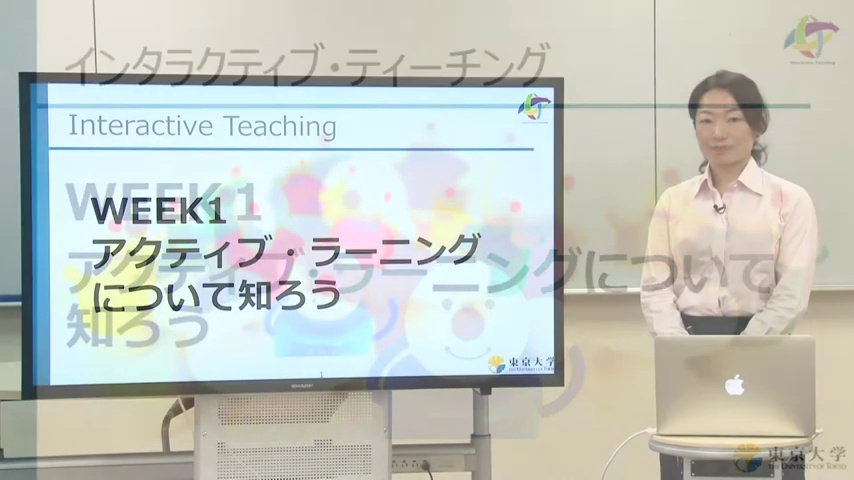 インタラクティブ・ティーチング
Interactive Teaching
WEEK1
アクティブ・ラーニングについて
知ろう
Interactive Teaching
WEEK1
アクティブ・ラーニング
について知ろう
東京大学
THE UNIVERSITY OF TOKYO
SHARP
東京大学
THE UNIVERSITY OF TOKYO